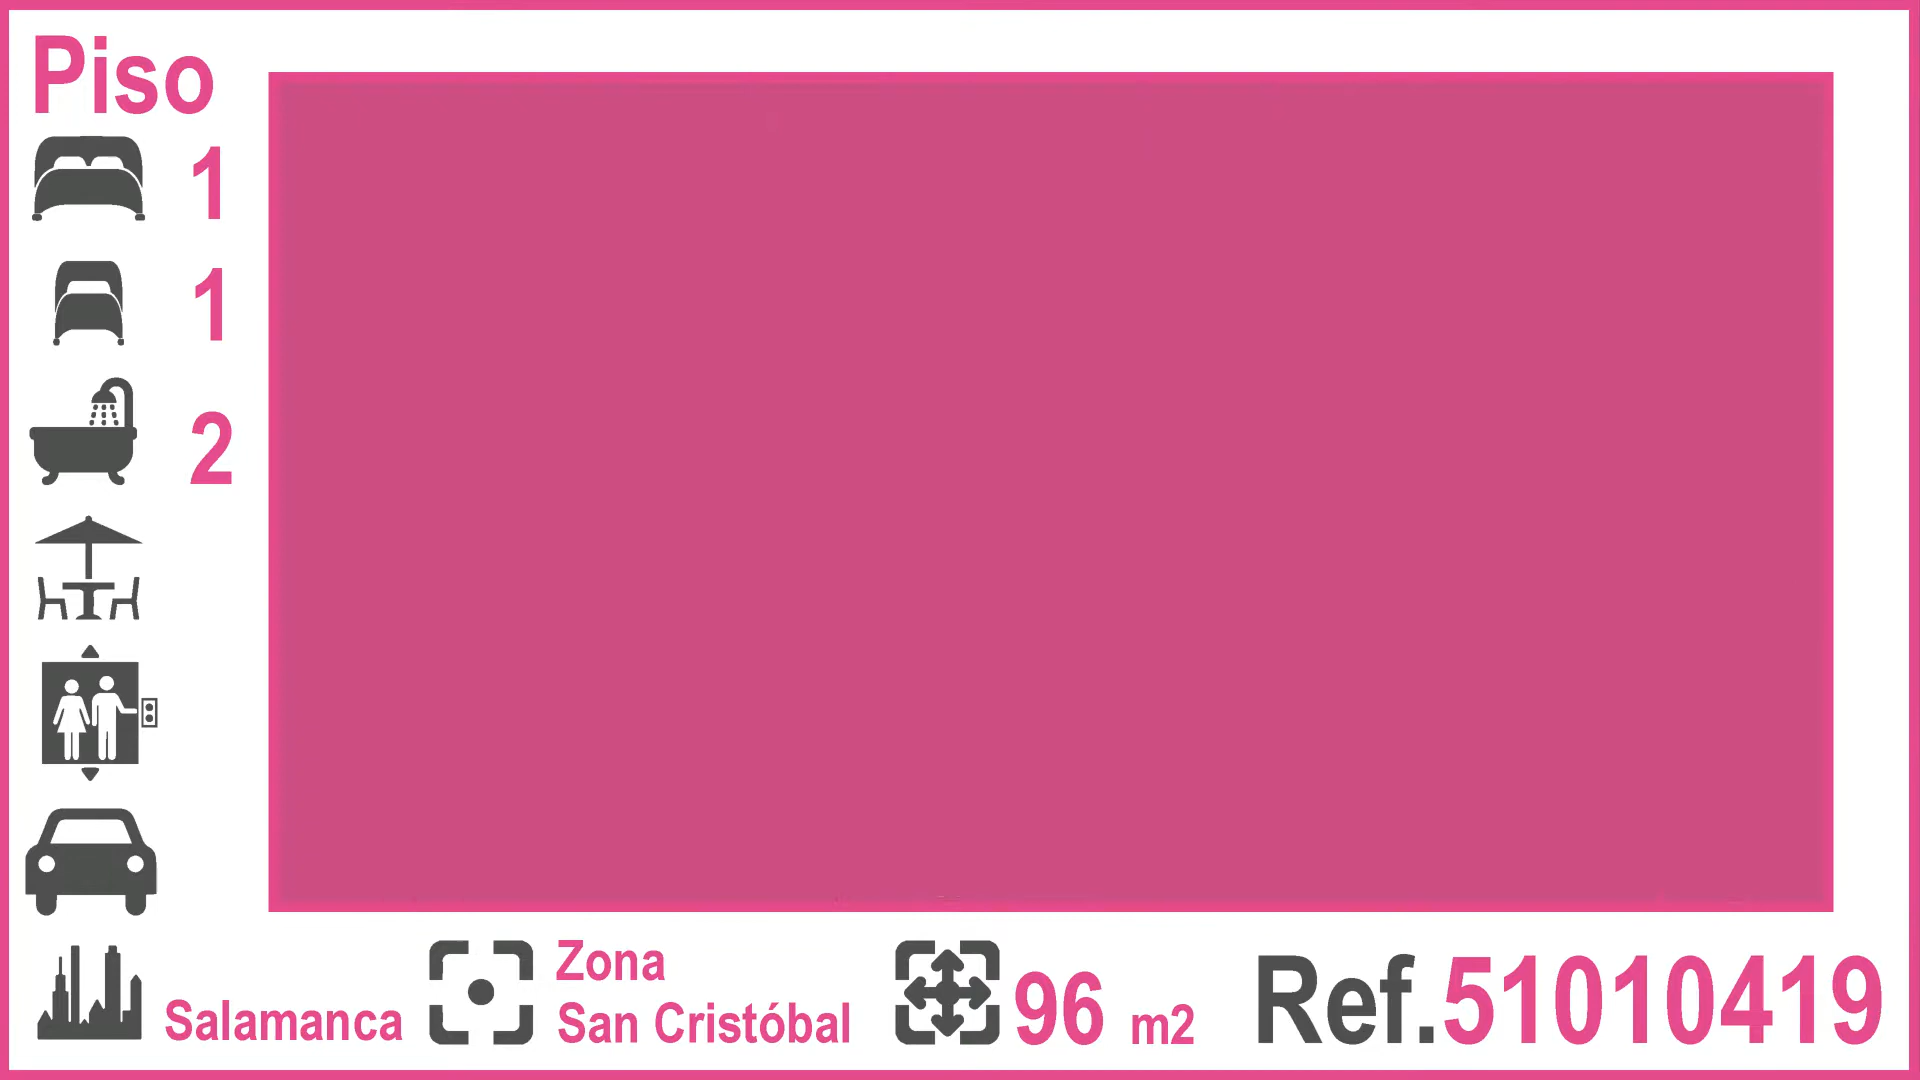 Piso
1
1
2
Salamanca
Zona
San Cristóbal
96 m2
Ref.51010419